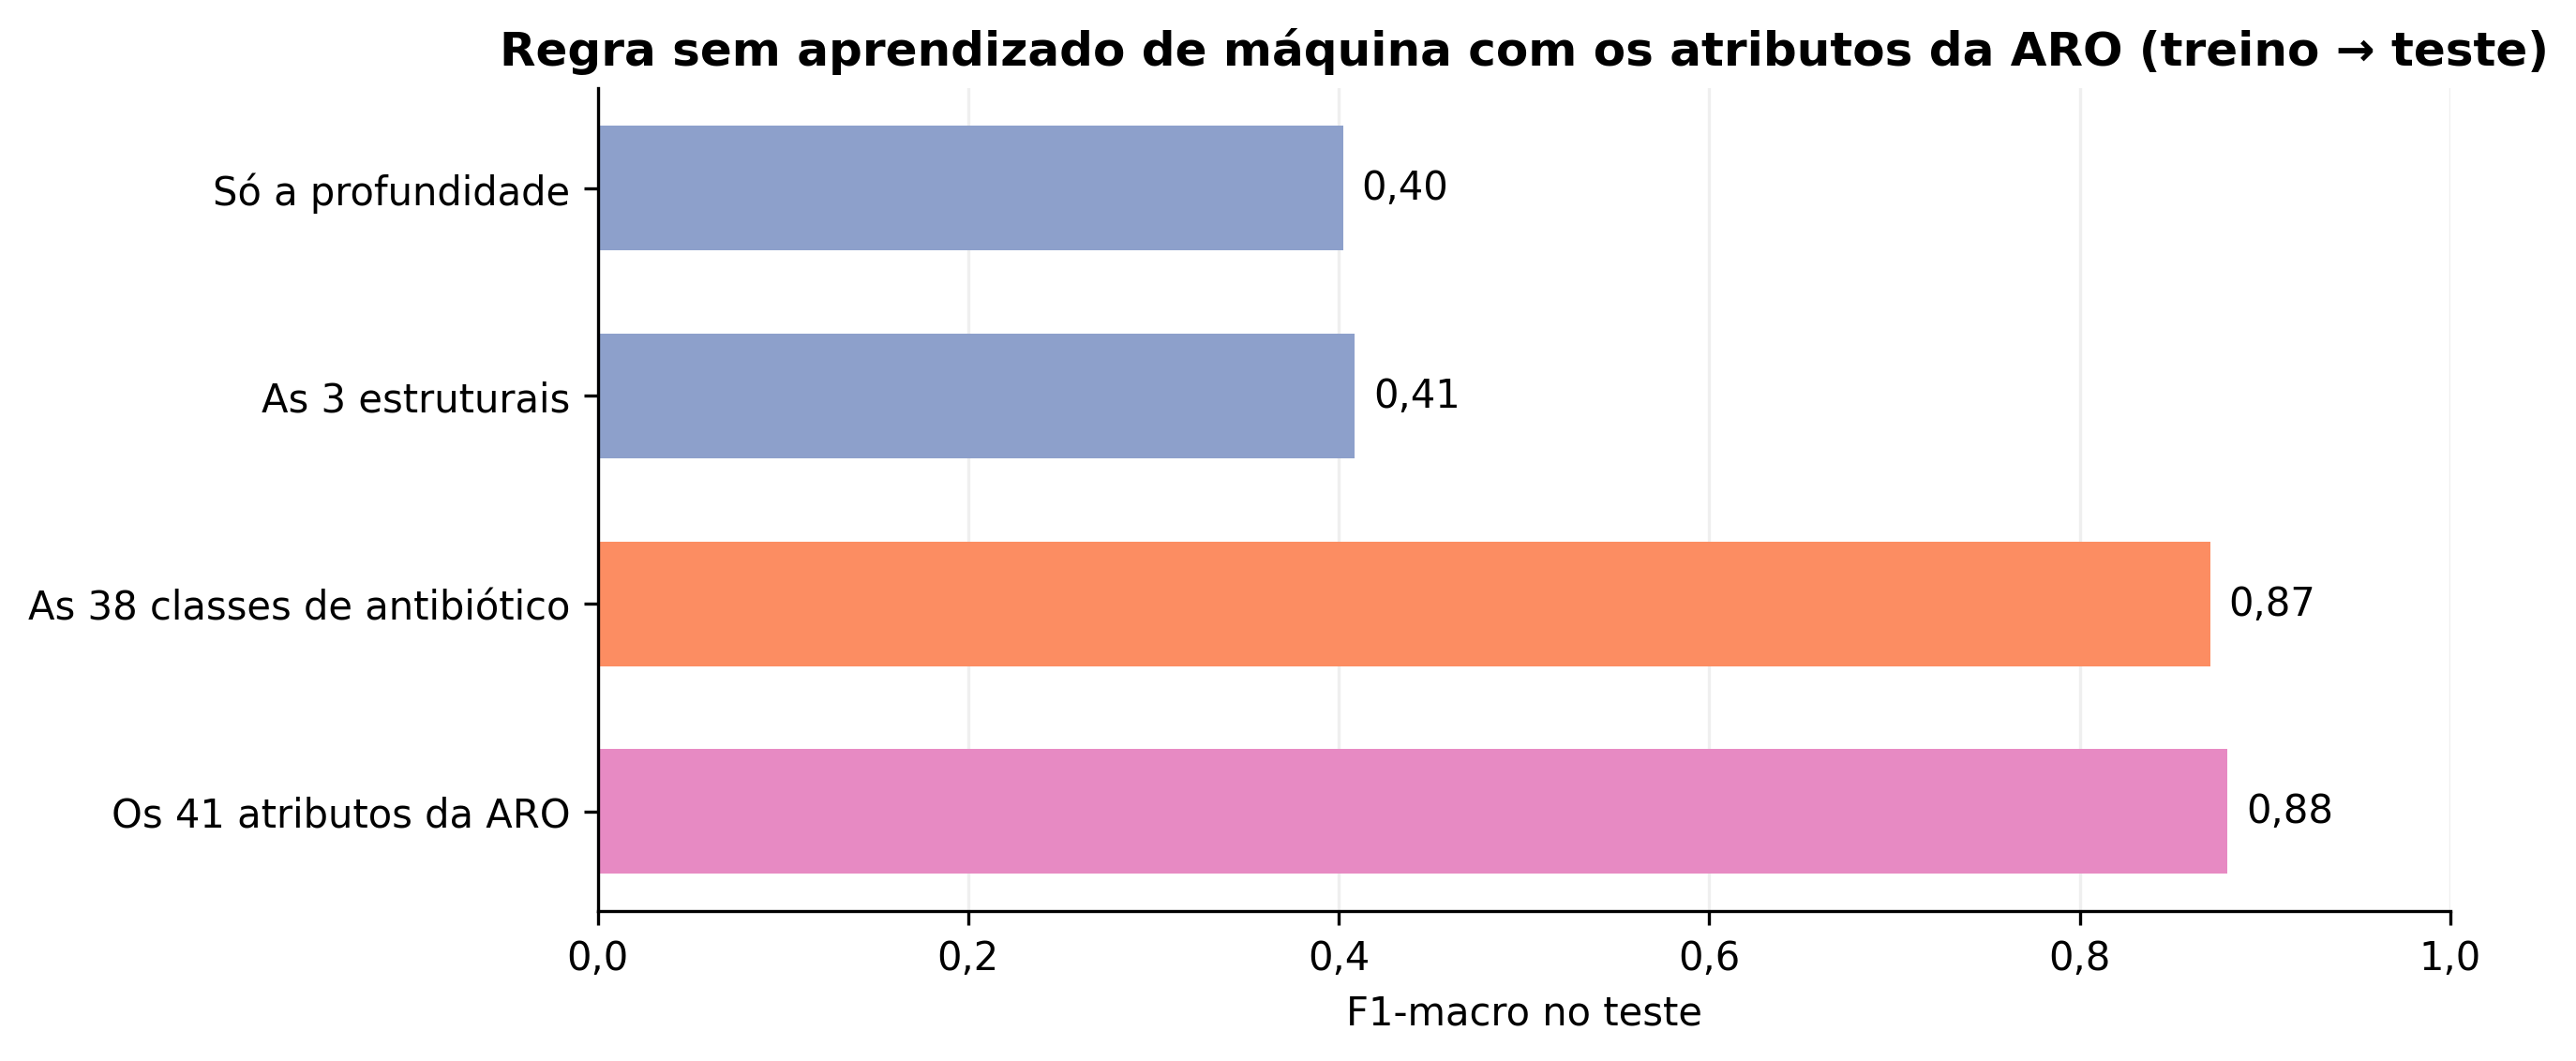 Regra sem aprendizado de máquina com os atributos da ARO (treino → teste)
Só a profundidade
0,40
As 3 estruturais
0,41
As 38 classes de antibiótico
0,87
Os 41 atributos da ARO
0,88
0,0 0,2 0,4 0,6 0,8 1,0
F1-macro no teste